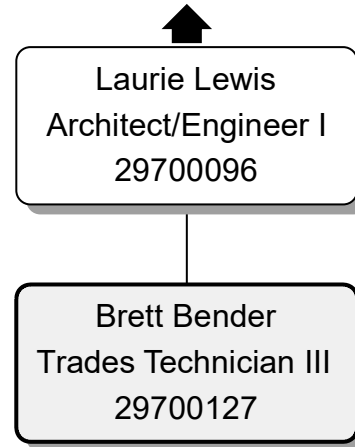 Laurie Lewis
Architect/Engineer I
29700096
Brett Bender
Trades Technician III
29700127